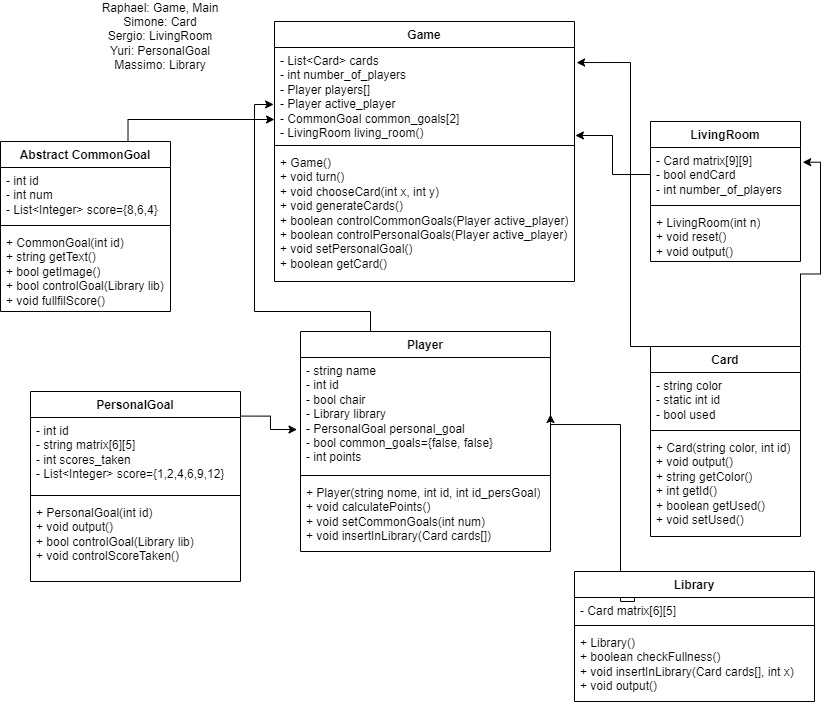 Raphael: Game, Main
Simone: Card
Sergio: LivingRoom
Yuri: PersonalGoal
Massimo: Library
Game
- List<Card> cards
- int number_of_players
- Player players[]
- Player active_player
- CommonGoal common_goals[2]
- LivingRoom living_room()
+ Game()
+ void turn()
+ void chooseCard(int x, int y)
+ void generateCards()
+ boolean controlCommonGoals(Player active_player)
+ boolean controlPersonalGoals(Player active_player)
+ void setPersonalGoal()
+ boolean getCard()
Abstract CommonGoal
- int id
- int num
- List<Integer> score={8,6,4}
+ CommonGoal(int id)
+ string getText()
+ bool getImage()
+ bool controlGoal(Library lib)
+ void fullfilScore()
LivingRoom
- Card matrix[9][9]
- bool endCard
- int number_of_players
+ LivingRoom(int n)
+ void reset()
+ void output()
Player
- string name
- int id
- bool chair
- Library library
- PersonalGoal personal_goal
- bool common_goals={false, false}
- int points
+ Player(string nome, int id, int id_persGoal)
+ void calculatePoints()
+ void setCommonGoals(int num)
+ void insertInLibrary(Card cards[])
Card
- string color
- static int id
- bool used
+ Card(string color, int id)
+ void output()
+ string getColor()
+ int getId()
+ boolean getUsed()
+ void setUsed()
PersonalGoal
- int id
- string matrix[6][5]
- int scores_taken
- List<Integer> score={1,2,4,6,9,12}
+ PersonalGoal(int id)
+ void output()
+ bool controlGoal(Library lib)
+ void controlScoreTaken()
Library
- Card matrix[6][5]
+ Library()
+ boolean checkFullness()
+ void insertInLibrary(Card cards[], int x)
+ void output()